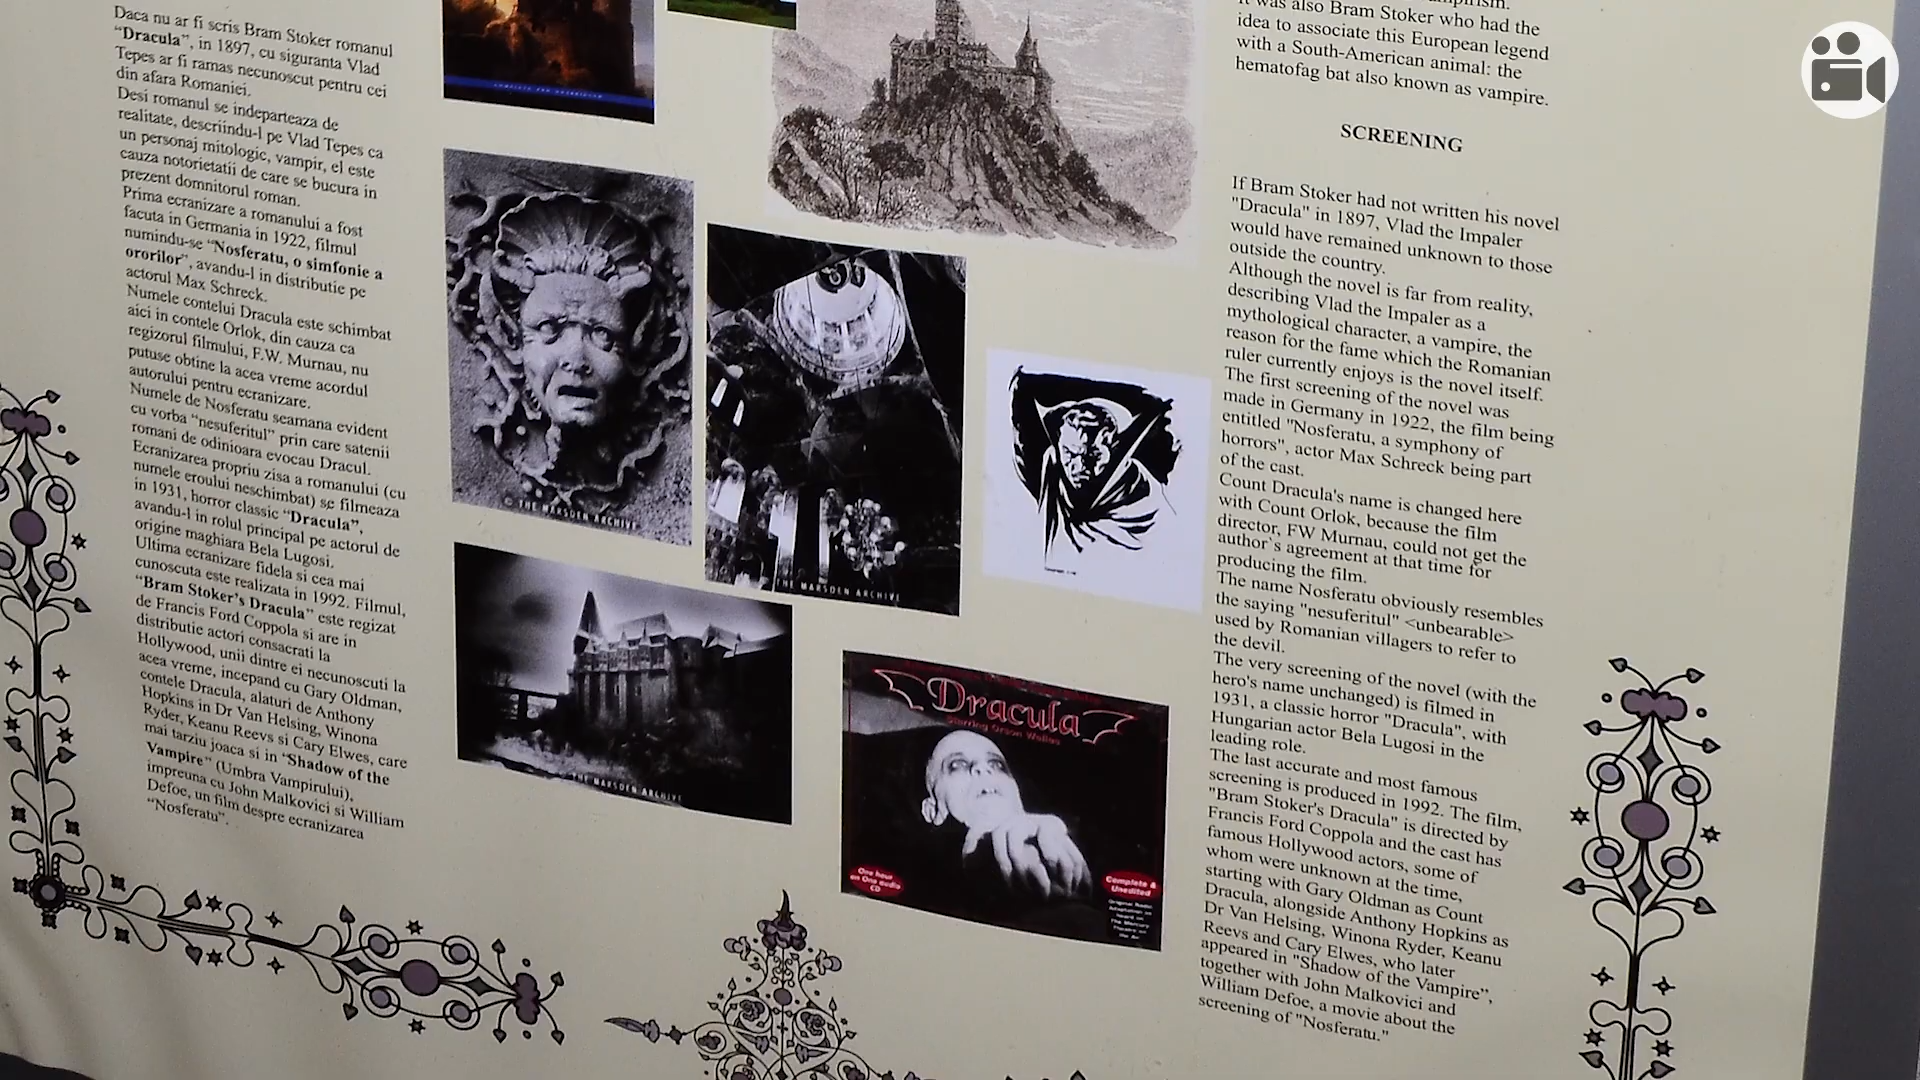 Daca nu ar fi scris Bram Stoker romanul
“Dracula”, in 1897, cu siguranta Vlad
Tepes ar fi ramas necunoscut pentru cei
din afara Romaniei.
Desi romanul se indeparteaza de
realitate, descriindu-l pe Vlad Tepes ca
un personaj mitologic, vampir, el este
cauza notorietatii de care se bucura in
prezent domnitorul roman.
Prima ecranizare a romanului a fost
facuta in Germania in 1922, filmul
numindu-se “Nosferatu, o simfonie a
ororilor”, avandu-l in distributie pe
actorul Max Schreck.
Numele contelui Dracula este schimbat
aici in contele Orlok, din cauza ca
regizorul filmului, F.W. Murnau, nu
putuse obtine la acea vreme acordul
autorului pentru ecranizare.
Numele de Nosferatu seamana evident
cu vorba “nesuferitul” prin care satenii
romani de odinioara evocau Dracul.
Ecranizarea propriu zisa a romanului (cu
numele eroului neschimbat) se filmeaza
in 1931, horror classic “Dracula”,
avandu-l in rolul principal pe actorul de
origine maghiara Bela Lugosi.
Ultima ecranizare fidela si cea mai
cunoscuta este realizata in 1992. Filmul,
“Bram Stoker’s Dracula” este regizat
de Francis Ford Coppola si are in
distributie actori consacrati la
Hollywood, unii dintre ei necunoscuti la
acea vreme, incepand cu Gary Oldman,
contele Dracula, alaturi de Anthony
Hopkins in Dr Van Helsing, Winona
Ryder, Keanu Reevs si Cary Elwes, care
mai tarziu joaca si in “Shadow of the
Vampire” (Umbra Vampirului),
impreuna cu John Malkovici si William
Defoe, un film despre ecranizarea
“Nosferatu”.
© THE MARSDEN ARCHIVE
THE MARSDEN ARCHIVE
THE MARSDEN ARCHIVE
Dracula
Starring Orson Welles
One hour
on One audio
CD
Complete &
Unedited
Original Radio
Adaptation as
heard on
The Mercury
Theatre on
the Air
It was also Bram Stoker who had the
idea to associate this European legend
with a South-American animal: the
hematofag bat also known as vampire.
SCREENING
If Bram Stoker had not written his novel
"Dracula" in 1897, Vlad the Impaler
would have remained unknown to those
outside the country.
Although the novel is far from reality,
describing Vlad the Impaler as a
mythological character, a vampire, the
reason for the fame which the Romanian
ruler currently enjoys is the novel itself.
The first screening of the novel was
made in Germany in 1922, the film being
entitled "Nosferatu, a symphony of
horrors", actor Max Schreck being part
of the cast.
Count Dracula's name is changed here
with Count Orlok, because the film
director, FW Murnau, could not get the
author`s agreement at that time for
producing the film.
The name Nosferatu obviously resembles
the saying "nesuferitul" <unbearable>
used by Romanian villagers to refer to
the devil.
The very screening of the novel (with the
hero's name unchanged) is filmed in
1931, a classic horror "Dracula", with
Hungarian actor Bela Lugosi in the
leading role.
The last accurate and most famous
screening is produced in 1992. The film,
"Bram Stoker's Dracula" is directed by
Francis Ford Coppola and the cast has
famous Hollywood actors, some of
whom were unknown at the time,
starting with Gary Oldman as Count
Dracula, alongside Anthony Hopkins as
Dr Van Helsing, Winona Ryder, Keanu
Reevs and Cary Elwes, who later
appeared in "Shadow of the Vampire",
together with John Malkovici and
William Defoe, a movie about the
screening of "Nosferatu."